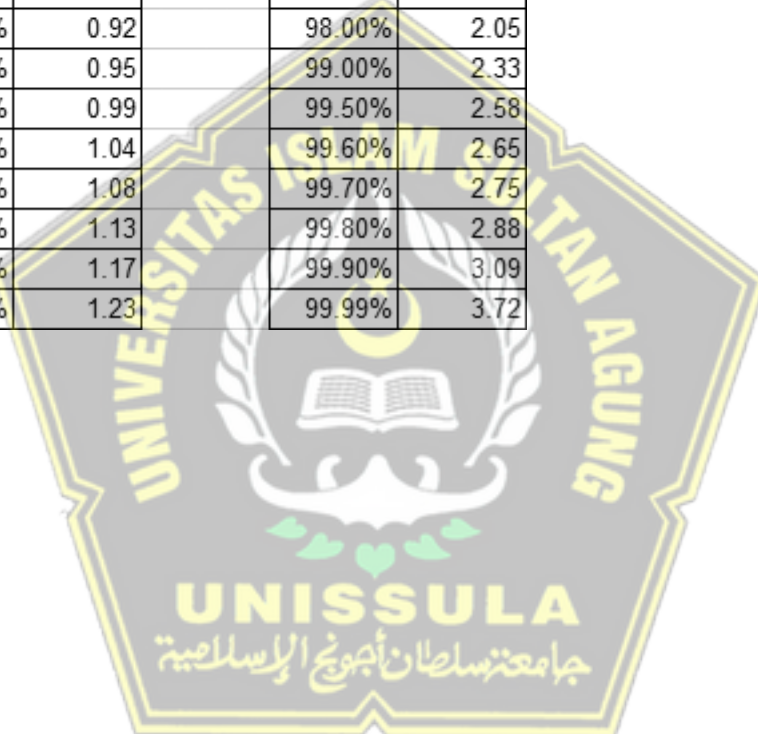 % 0.92 98.00% 2.05
% 0.95 99.00% 2.33
% 0.99 99.50% 2.58
% 1.04 99.60% 2.65
% 1.08 99.70% 2.75
% 1.13 99.80% 2.88
% 1.17 99.90% 3.09
% 1.23 99.99% 3.72
UNIVERSITAS ISLAM SULTAN AGUNG
UNISSULA
جامعة سلطان أجونج الإسلامية